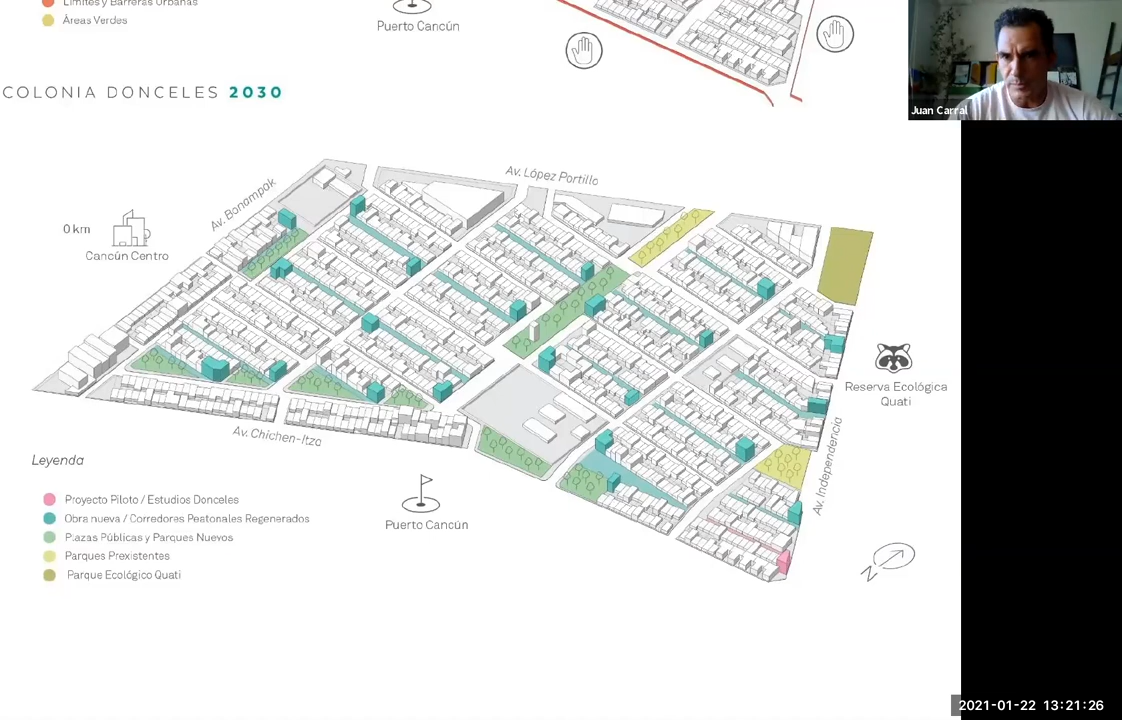 Límites y Barreras Urbanas
Áreas Verdes
Puerto Cancún
Juan Carral
COLONIA DONCELES 2030
Av. López Portillo
Av. Bonampak
0 km
Cancún Centro
Reserva Ecológica
Quati
Av. Independencia
Av. Chichen-Itza
Leyenda
Puerto Cancún
Proyecto Piloto / Estudios Donceles
Obra nueva / Corredores Peatonales Regenerados
Plazas Públicas y Parques Nuevos
Parques Prexistentes
Parque Ecológico Quati
N
2021-01-22 13:21:26